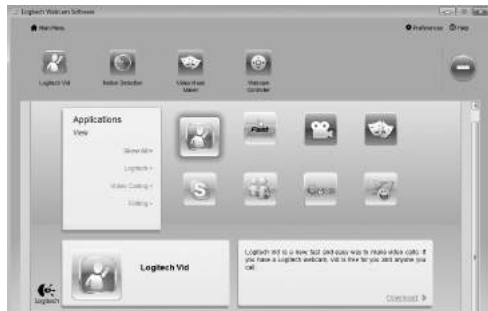 Logitech Webcam Software
Main Menu
Preferences
Help
Logitech Vid
Motion Detection
Video Mask
Maker
Webcam
Controller
Applications
View
Show All>
Logitech >
Video Calling >
Editing >
Fast
S
Logitech Vid
Logitech Vid is a new fast and easy way to make video calls. If
you have a Logitech webcam, vid is free for you and anyone you
call.
Download
Logitech